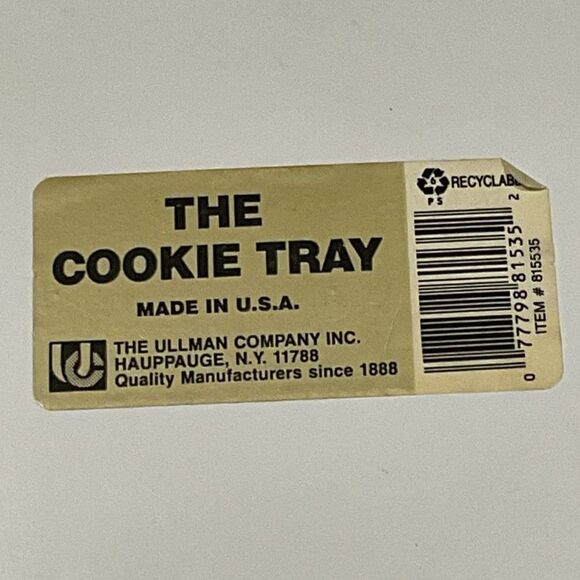 THE
COOKIE TRAY
MADE IN U.S.A.
THE ULLMAN COMPANY INC.
HAUPPAUGE, N.Y. 11788
Quality Manufacturers since 1888
6
PS
0 77798 81535 2
ITEM # 815535